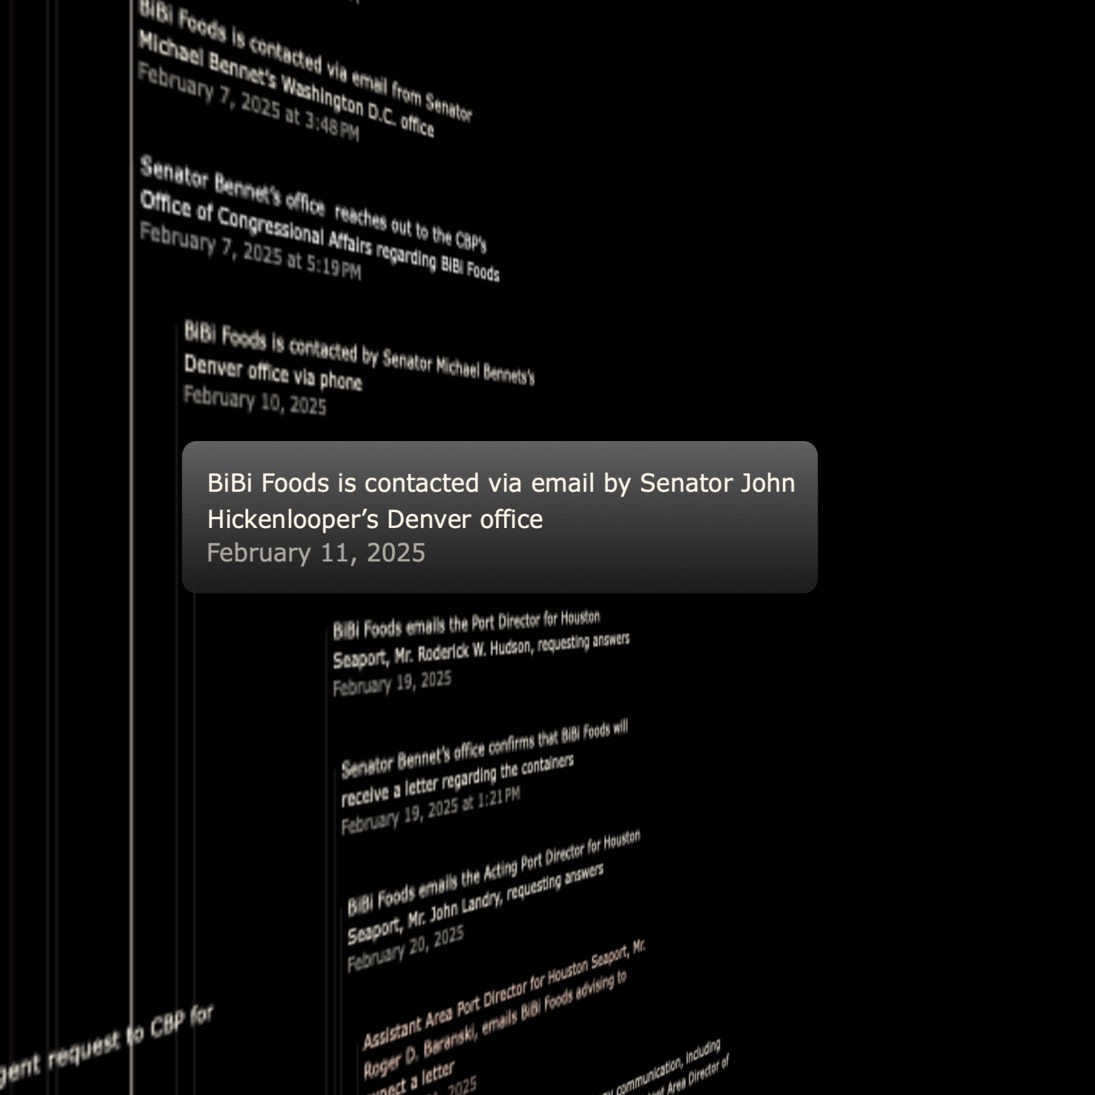 BiBi Foods is contacted via email from Senator
Michael Bennet's Washington D.C. office
February 7, 2025 at 3:48PM
Senator Bennet's office reaches out to the CBP's
Office of Congressional Affairs regarding BiBi Foods
February 7, 2025 at 5:19PM
BiBi Foods is contacted by Senator Michael Bennets's
Denver office via phone
February 10, 2025
BiBi Foods is contacted via email by Senator John
Hickenlooper’s Denver office
February 11, 2025
BiBi Foods emails the Port Director for Houston
Seaport, Mr. Roderick W. Hudson, requesting answers
February 19, 2025
Senator Bennet's office confirms that BiBi Foods will
receive a letter regarding the containers
February 19, 2025 at 1:21PM
BiBi Foods emails the Acting Port Director for Houston
Seaport, Mr. John Landry, requesting answers
February 20, 2025
Assistant Area Port Director for Houston Seaport, Mr.
Roger D. Baranski, emails BiBi Foods advising to
a letter
2025
request to CBP for
communication, including
Area Director of